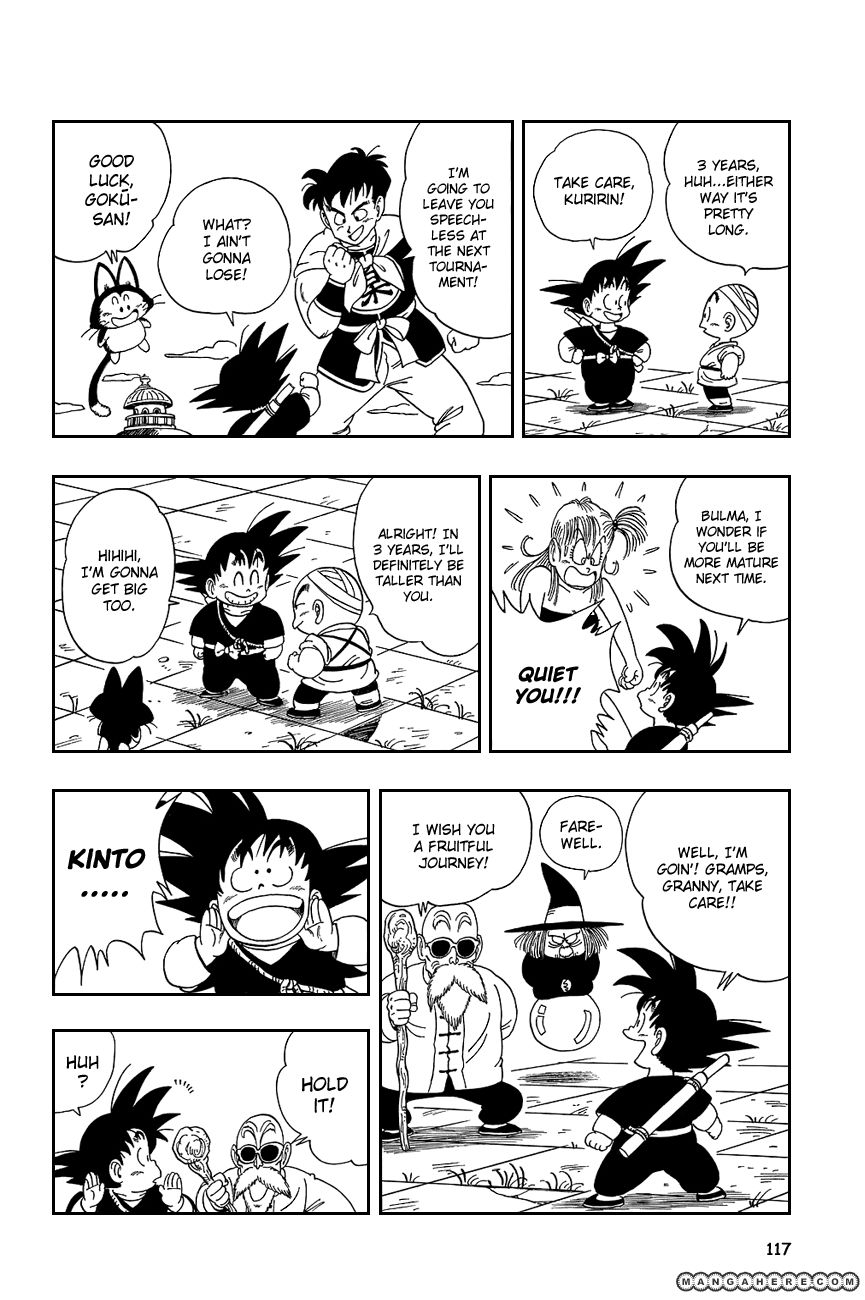 3 YEARS,
HUH...EITHER
WAY IT'S
PRETTY
LONG.
TAKE CARE,
KURIRIN!
I'M
GOING TO
LEAVE YOU
SPEECH-
LESS AT
THE NEXT
TOURNA-
MENT!
WHAT?
I AIN'T
GONNA
LOSE!
GOOD
LUCK,
GOKŪ-
SAN!
BULMA, I
WONDER IF
YOU'LL BE
MORE MATURE
NEXT TIME.
QUIET
YOU!!!
ALRIGHT! IN
3 YEARS, I'LL
DEFINITELY BE
TALLER THAN
YOU.
HIHIHI,
I'M GONNA
GET BIG
TOO.
WELL, I'M
GOIN'! GRAMPS,
GRANNY, TAKE
CARE!!
FARE-
WELL.
I WISH YOU
A FRUITFUL
JOURNEY!
KINTO
.....
HOLD
IT!
HUH
?
117
MANGAHERE.COM